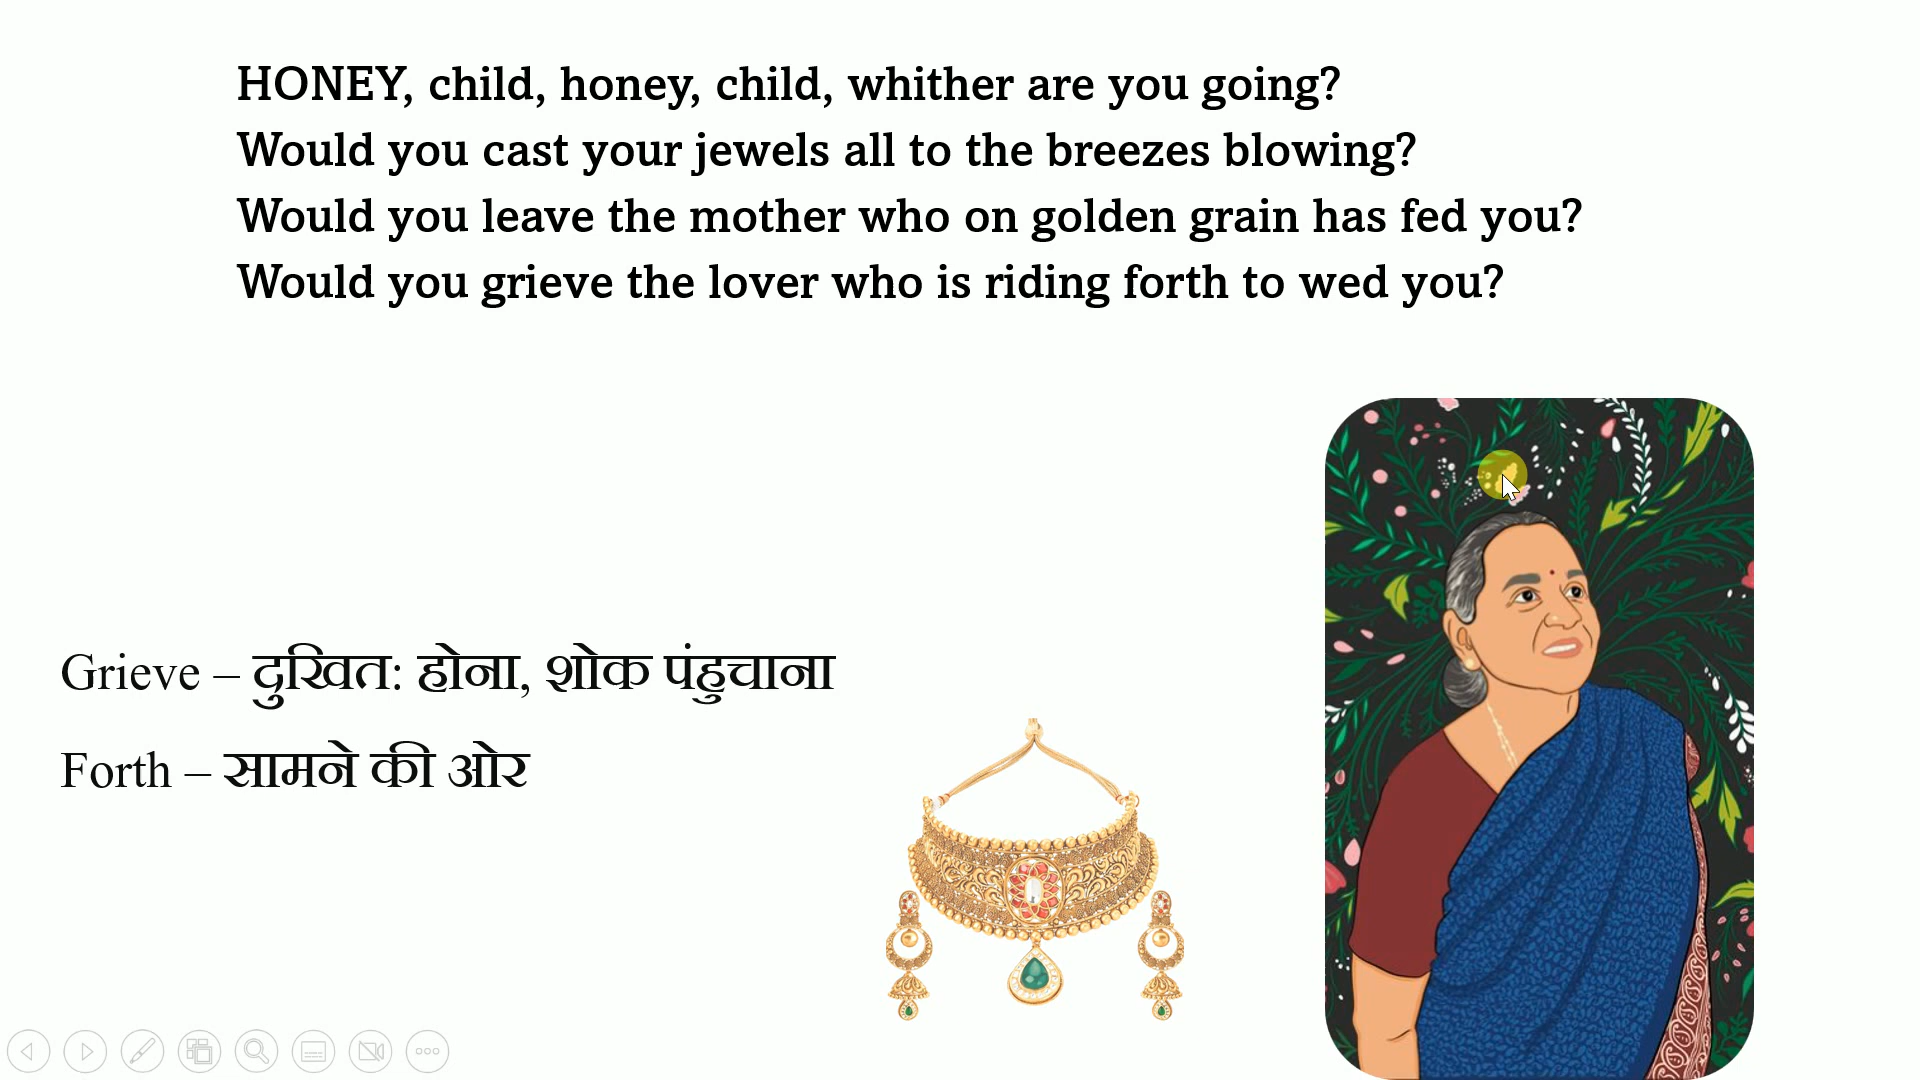 HONEY, child, honey, child, whither are you going?
Would you cast your jewels all to the breezes blowing?
Would you leave the mother who on golden grain has fed you?
Would you grieve the lover who is riding forth to wed you?
Grieve – दुखित: होना, शोक पंहुचाना
Forth – सामने की ओर